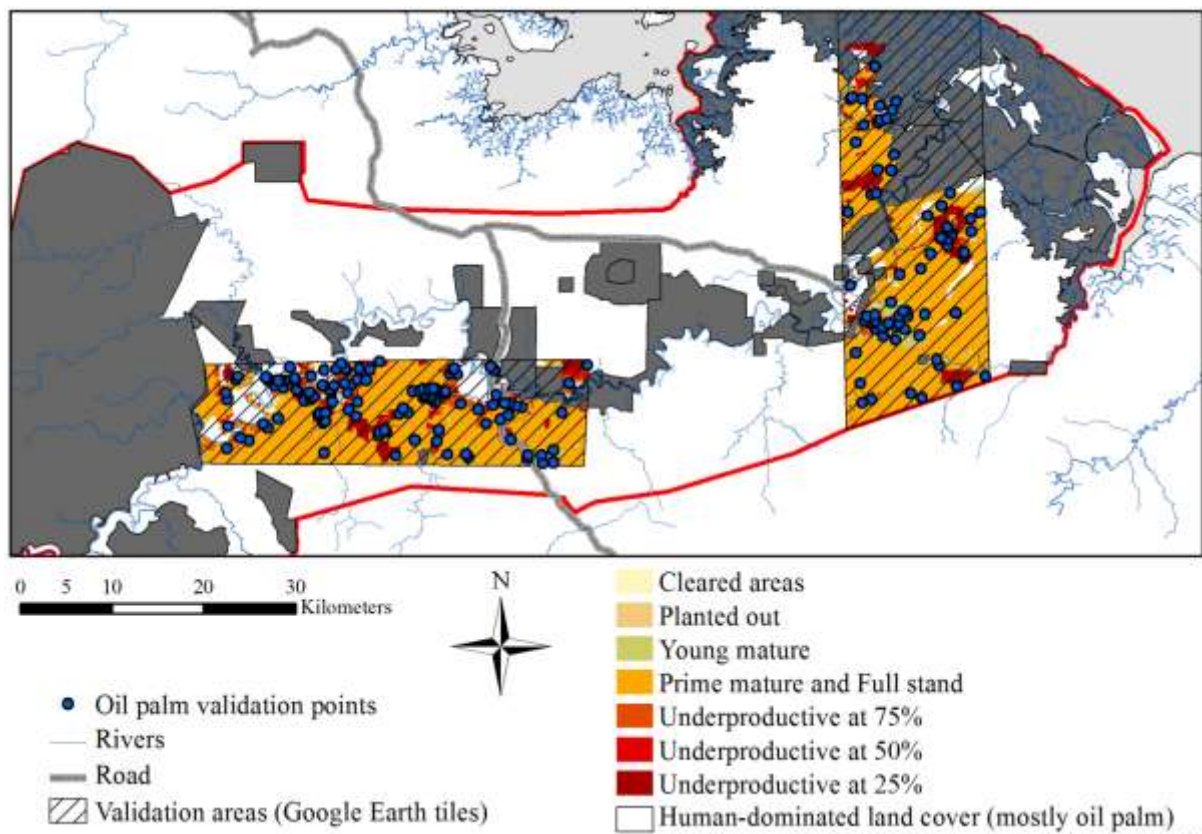 0 5 10 20 30
Kilometers
N
Oil palm validation points
Rivers
Road
Validation areas (Google Earth tiles)
Cleared areas
Planted out
Young mature
Prime mature and Full stand
Underproductive at 75%
Underproductive at 50%
Underproductive at 25%
Human-dominated land cover (mostly oil palm)